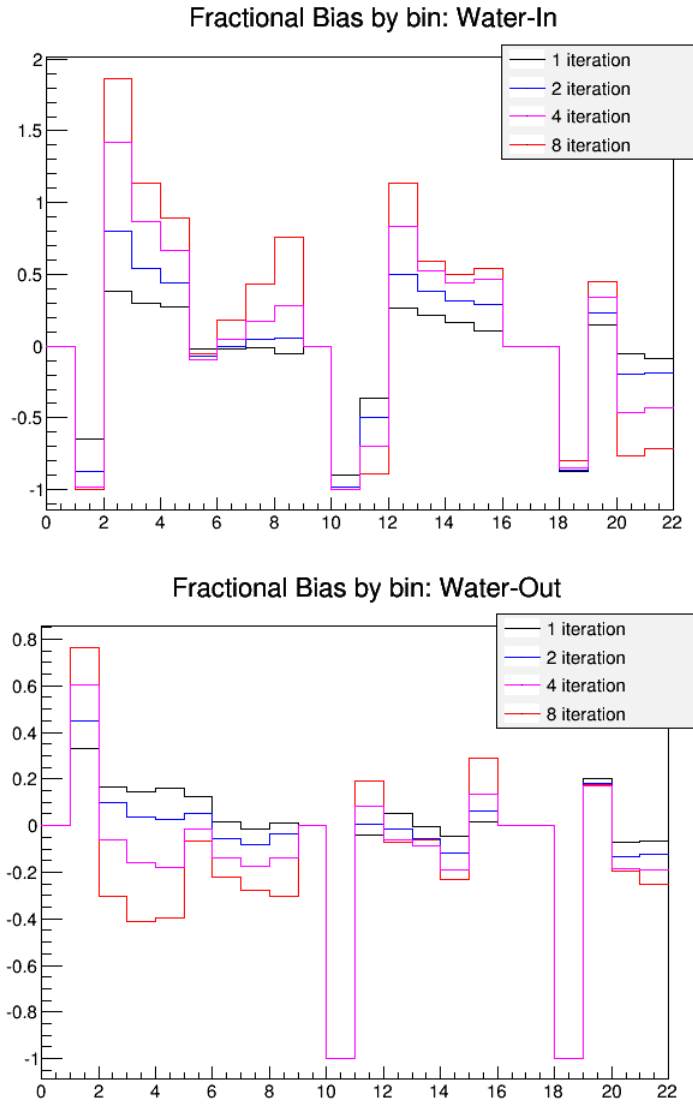 Fractional Bias by bin: Water-In
1 iteration
2 iteration
4 iteration
8 iteration
2
1.5
1
0.5
0
-0.5
-1
0 2 4 6 8 10 12 14 16 18 20 22
Fractional Bias by bin: Water-Out
1 iteration
2 iteration
4 iteration
8 iteration
0.8
0.6
0.4
0.2
0
-0.2
-0.4
-0.6
-0.8
-1
0 2 4 6 8 10 12 14 16 18 20 22